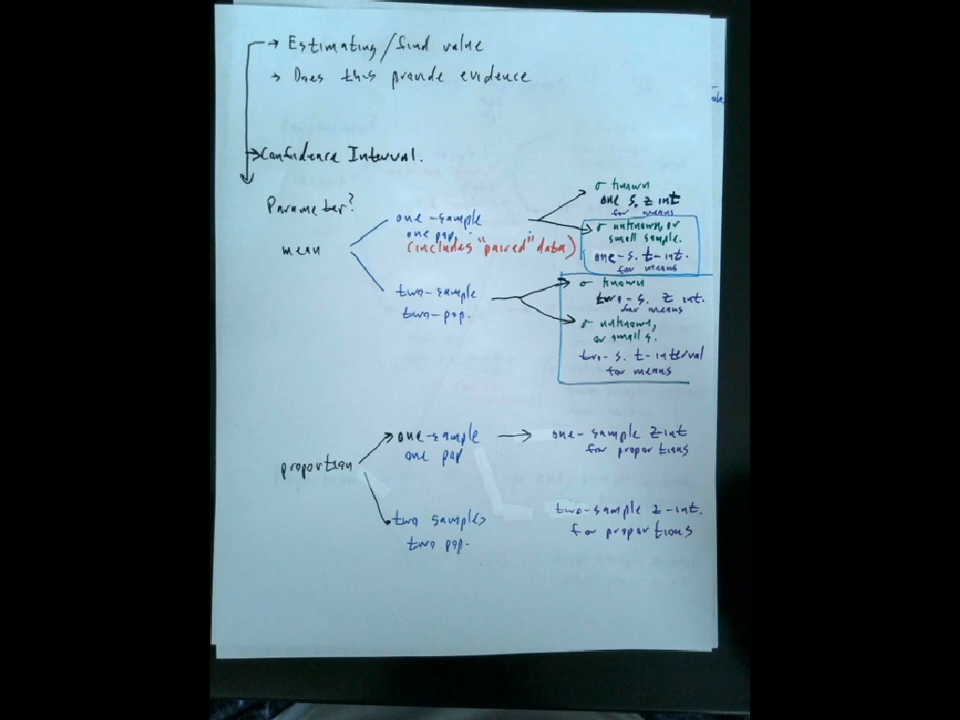 → Estimating/find value
→ Does this provide evidence
Confidence Interval.
Parameter?
mean
one-sample
one pop.
(includes "paired" data)
σ known
one s. z int
for means
σ unknown, or
small sample.
one-s. t-int.
for means
two-sample
two-pop.
σ known
two-s. z int.
for means
σ unknown,
or small s.
two-s. t-interval
for means
proportion
one-sample
one pop
one-sample z int
for proportions
two samples
two pop.
two-sample z-int.
for proportions